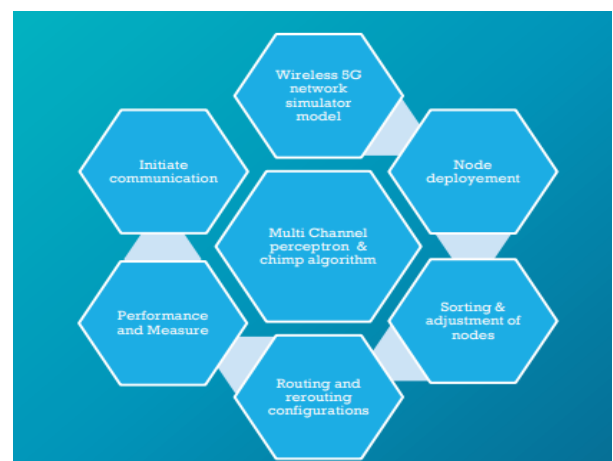 Wireless 5G
network
simulator
model
Node
deployement
Sorting &
adjustment of
nodes
Routing and
rerouting
configurations
Performance
and Measure
Initiate
communication
Multi Channel
perceptron &
chimp algorithm